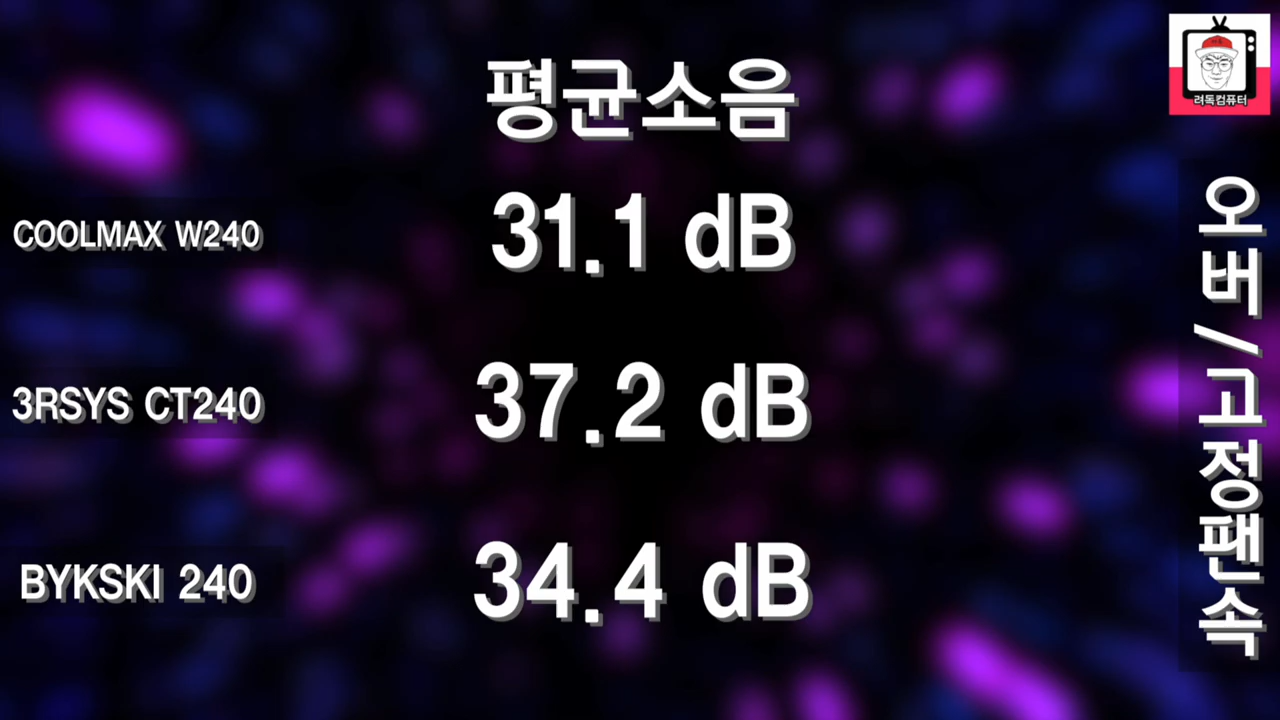 평균소음
려독컴퓨터
COOLMAX W240
31.1 dB
3RSYS CT240
37.2 dB
BYKSKI 240
34.4 dB
오버/고정팬속